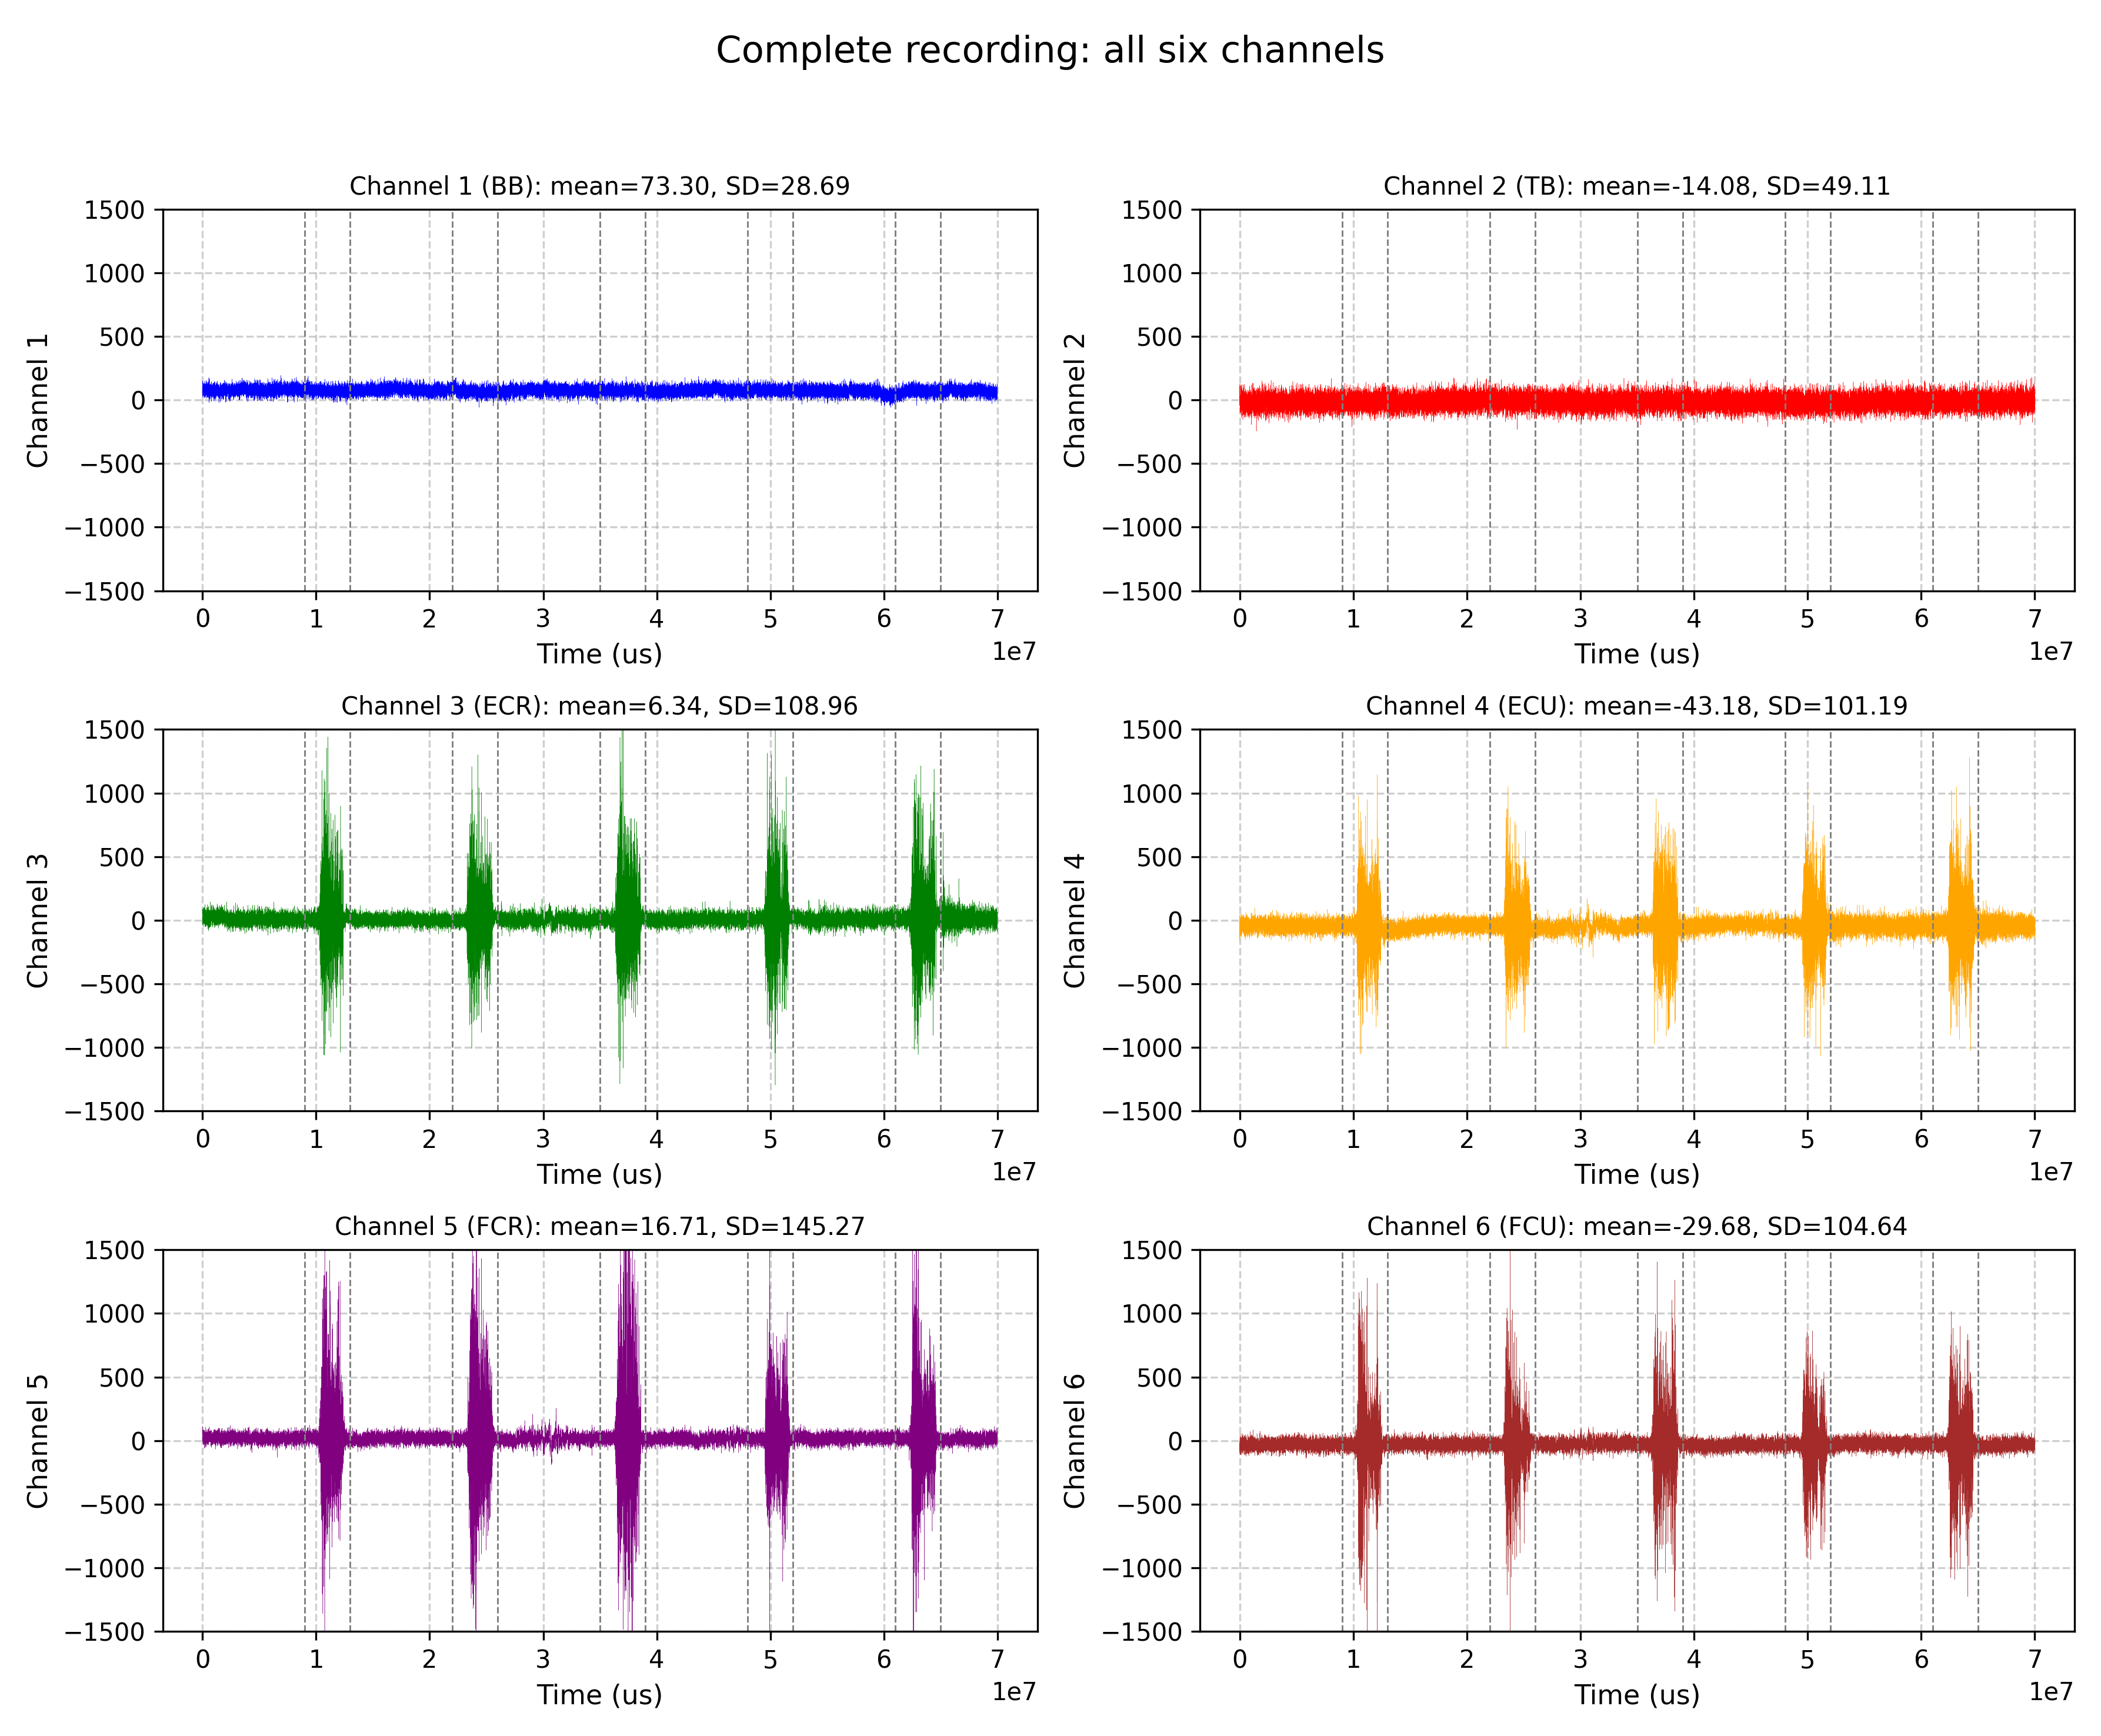 Complete recording: all six channels
Channel 1 (BB): mean=73.30, SD=28.69
1500
1000
500
0
−500
−1000
−1500
Channel 1
0 1 2 3 4 5 6 7
1e7
Time (us)
Channel 2 (TB): mean=-14.08, SD=49.11
1500
1000
500
0
−500
−1000
−1500
Channel 2
0 1 2 3 4 5 6 7
1e7
Time (us)
Channel 3 (ECR): mean=6.34, SD=108.96
1500
1000
500
0
−500
−1000
−1500
Channel 3
0 1 2 3 4 5 6 7
1e7
Time (us)
Channel 4 (ECU): mean=-43.18, SD=101.19
1500
1000
500
0
−500
−1000
−1500
Channel 4
0 1 2 3 4 5 6 7
1e7
Time (us)
Channel 5 (FCR): mean=16.71, SD=145.27
1500
1000
500
0
−500
−1000
−1500
Channel 5
0 1 2 3 4 5 6 7
1e7
Time (us)
Channel 6 (FCU): mean=-29.68, SD=104.64
1500
1000
500
0
−500
−1000
−1500
Channel 6
0 1 2 3 4 5 6 7
1e7
Time (us)